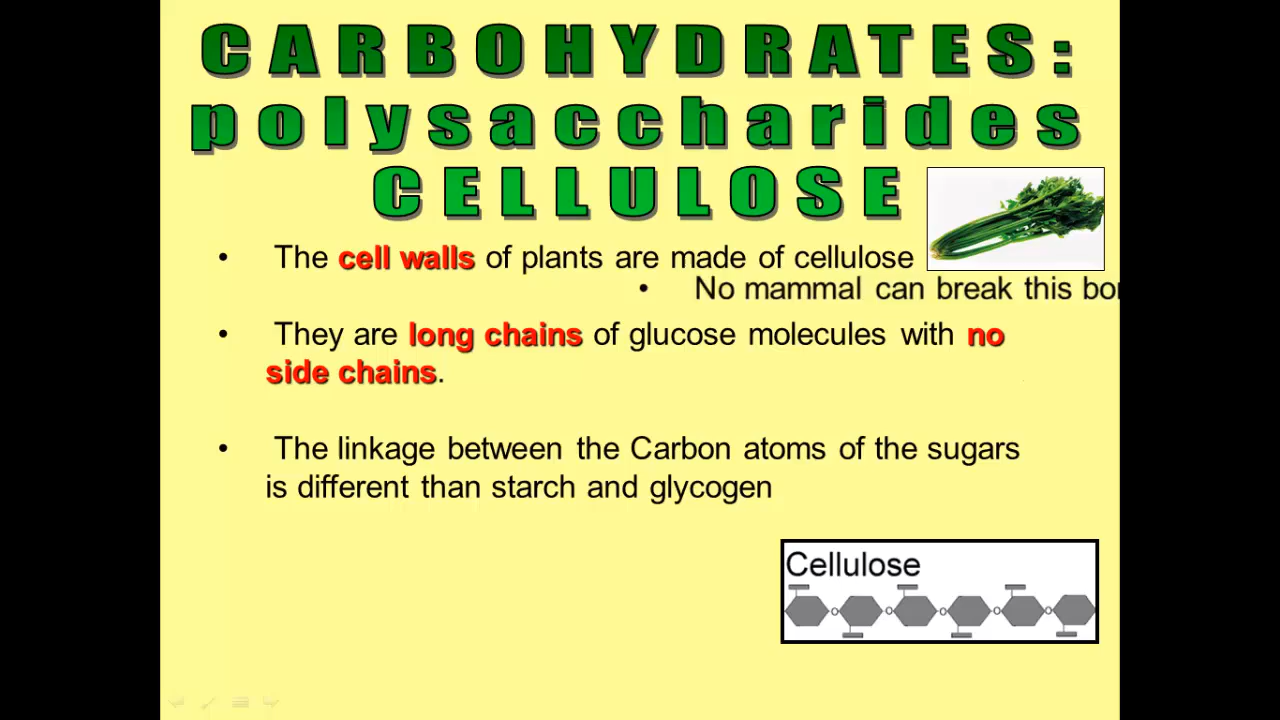 CARBOHYDRATES:
polysaccharides
CELLULOSE
• The cell walls of plants are made of cellulose
• No mammal can break this
• They are long chains of glucose molecules with no
side chains.
• The linkage between the Carbon atoms of the sugars
is different than starch and glycogen
Cellulose
o o o o o